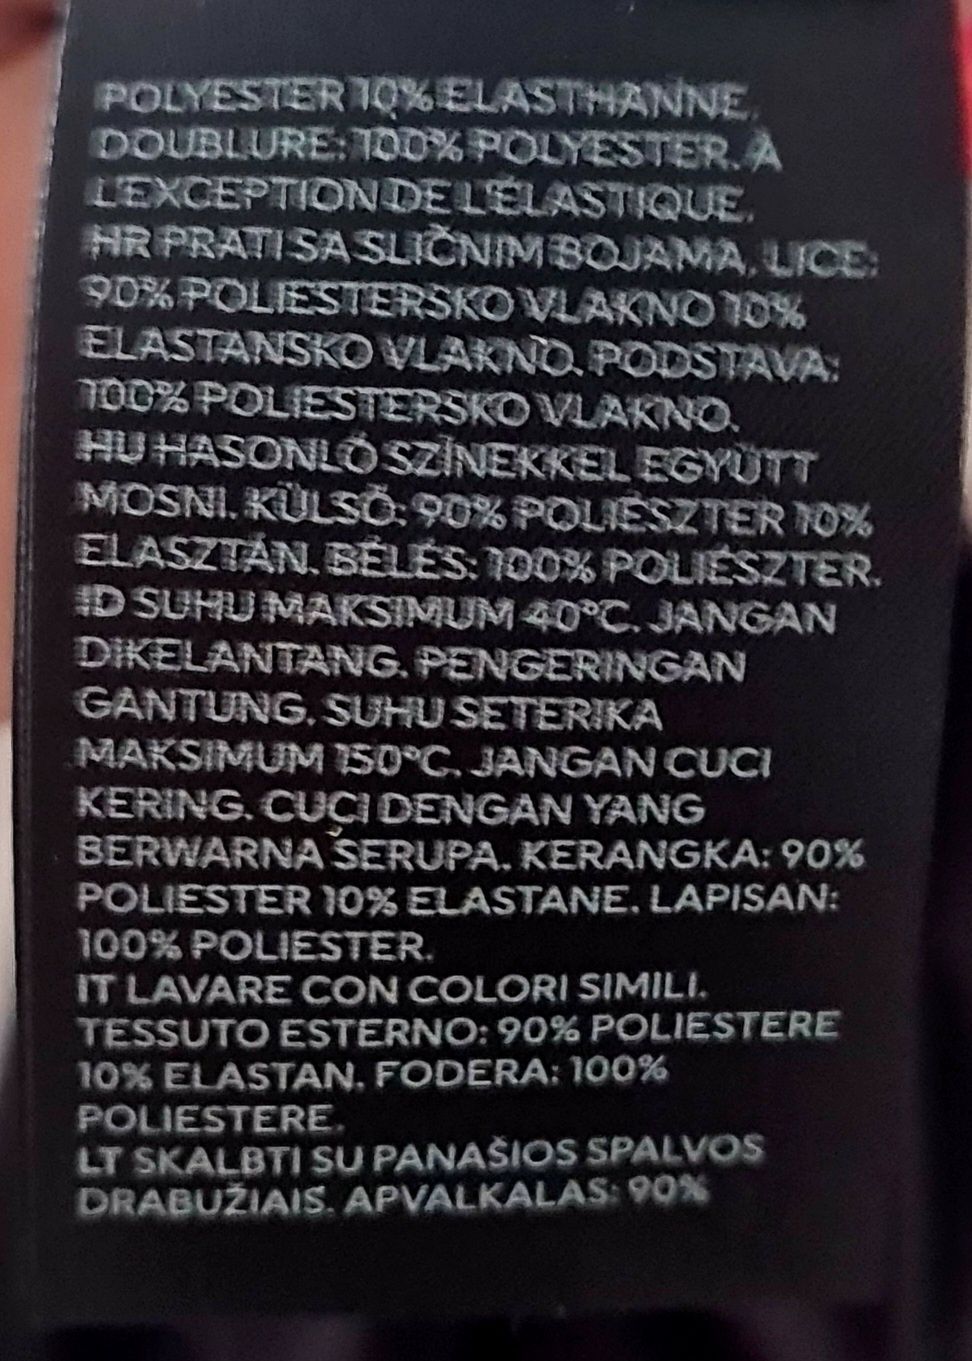 POLYESTER 10% ELASTHANNE.
DOUBLURE: 100% POLYESTER. À
L'EXCEPTION DE L'ÉLASTIQUE.
HR PRATI SA SLIČNIM BOJAMA. LICE:
90% POLIESTERSKO VLAKNO 10%
ELASTANSKO VLAKNO. PODSTAVA:
100% POLIESTERSKO VLAKNO.
HU HASONLÓ SZÍNEKKEL EGYÜTT
MOSNI. KÜLSŐ: 90% POLIÉSZTER 10%
ELASZTÁN. BÉLÉS: 100% POLIÉSZTER.
ID SUHU MAKSIMUM 40°C. JANGAN
DIKELANTANG. PENGERINGAN
GANTUNG. SUHU SETERIKA
MAKSIMUM 150°C. JANGAN CUCI
KERING. CUCI DENGAN YANG
BERWARNA SERUPA. KERANGKA: 90%
POLIESTER 10% ELASTANE. LAPISAN:
100% POLIESTER.
IT LAVARE CON COLORI SIMILI.
TESSUTO ESTERNO: 90% POLIESTERE
10% ELASTAN. FODERA: 100%
POLIESTERE.
LT SKALBTI SU PANAŠIOS SPALVOS
DRABUŽIAIS. APVALKALAS: 90%